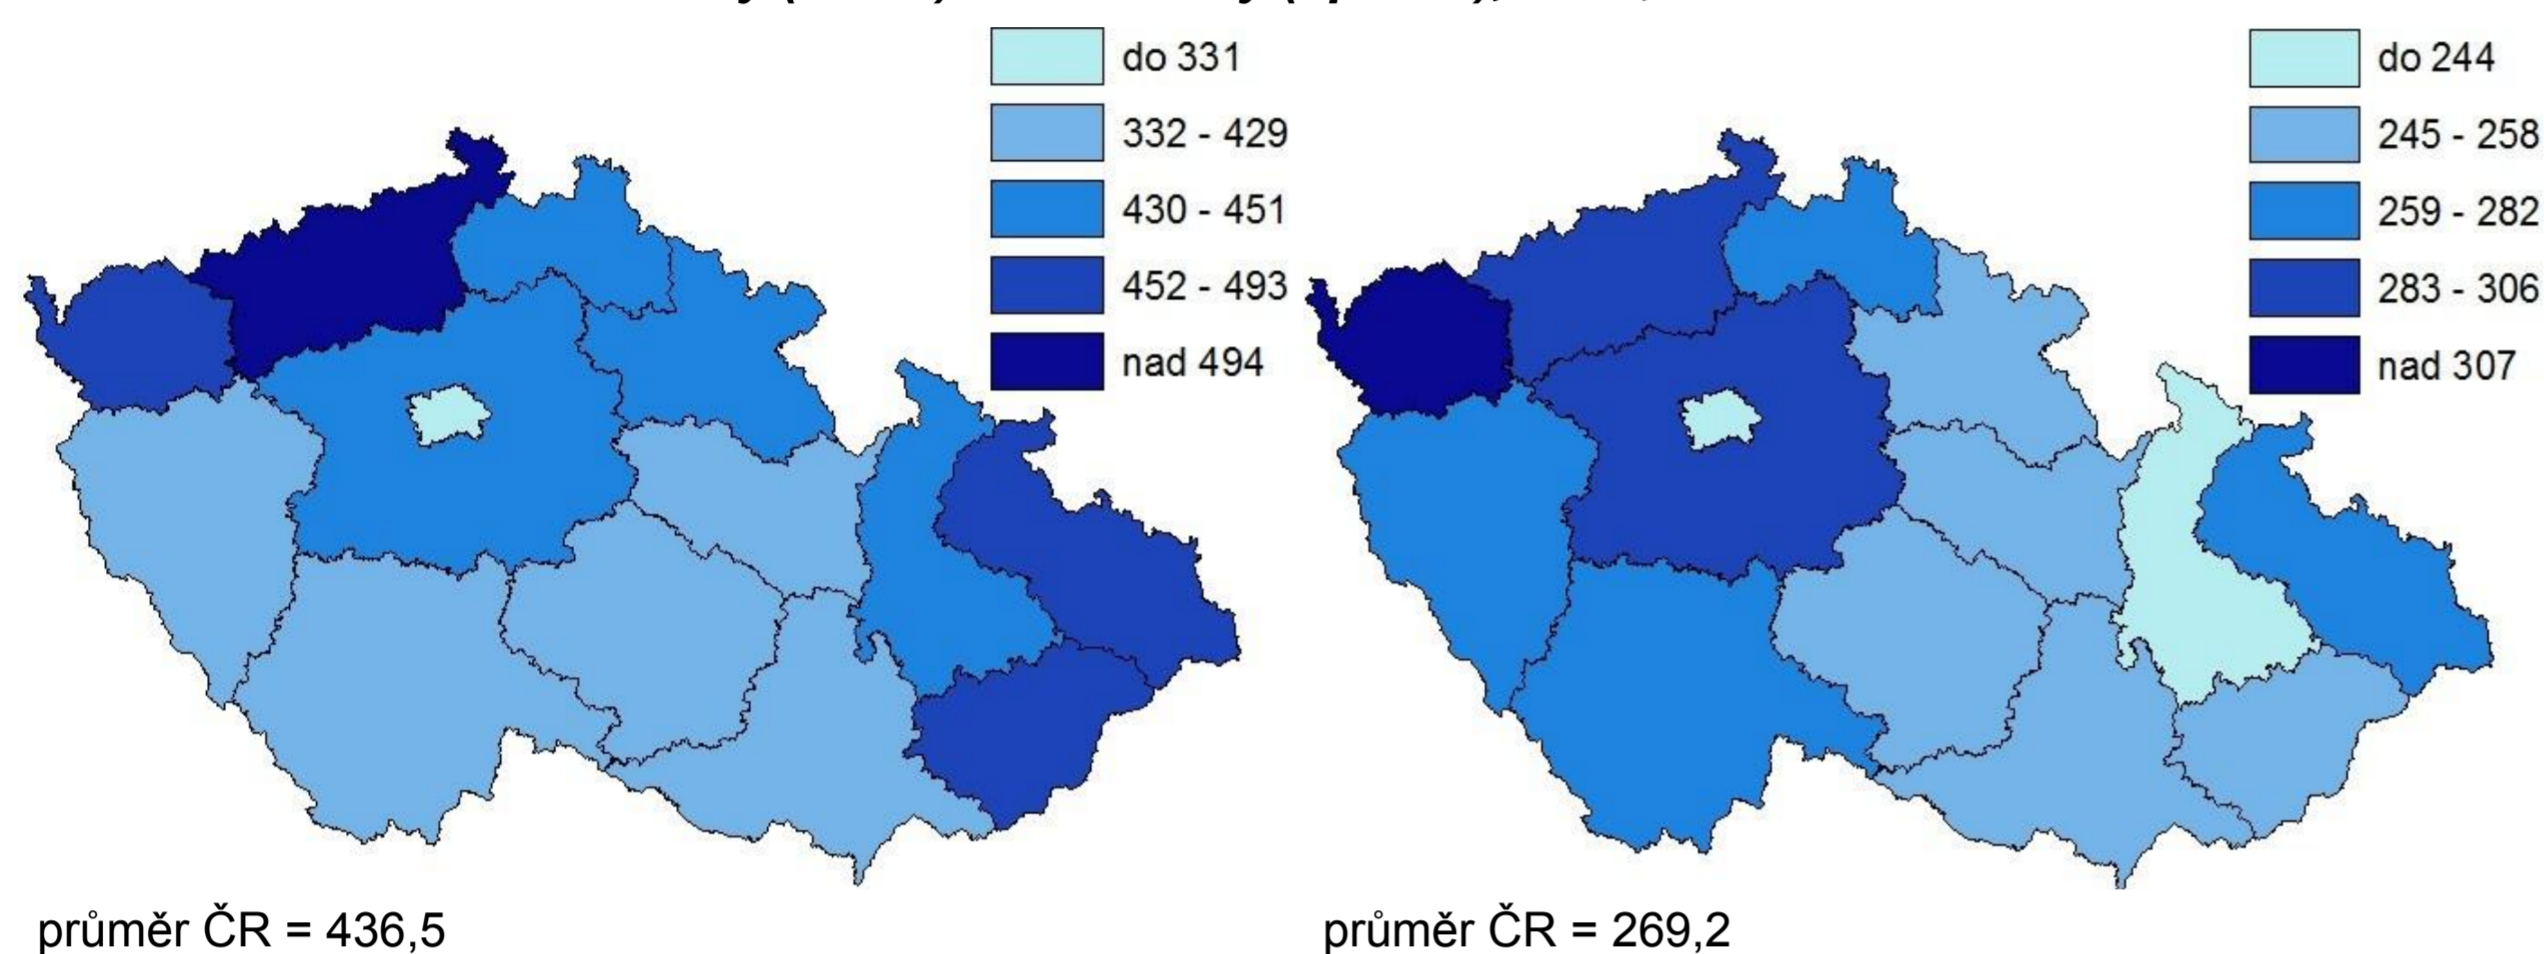 do 331
332 - 429
430 - 451
452 - 493
nad 494
do 244
245 - 258
259 - 282
283 - 306
nad 307
průměr ČR = 436,5
průměr ČR = 269,2